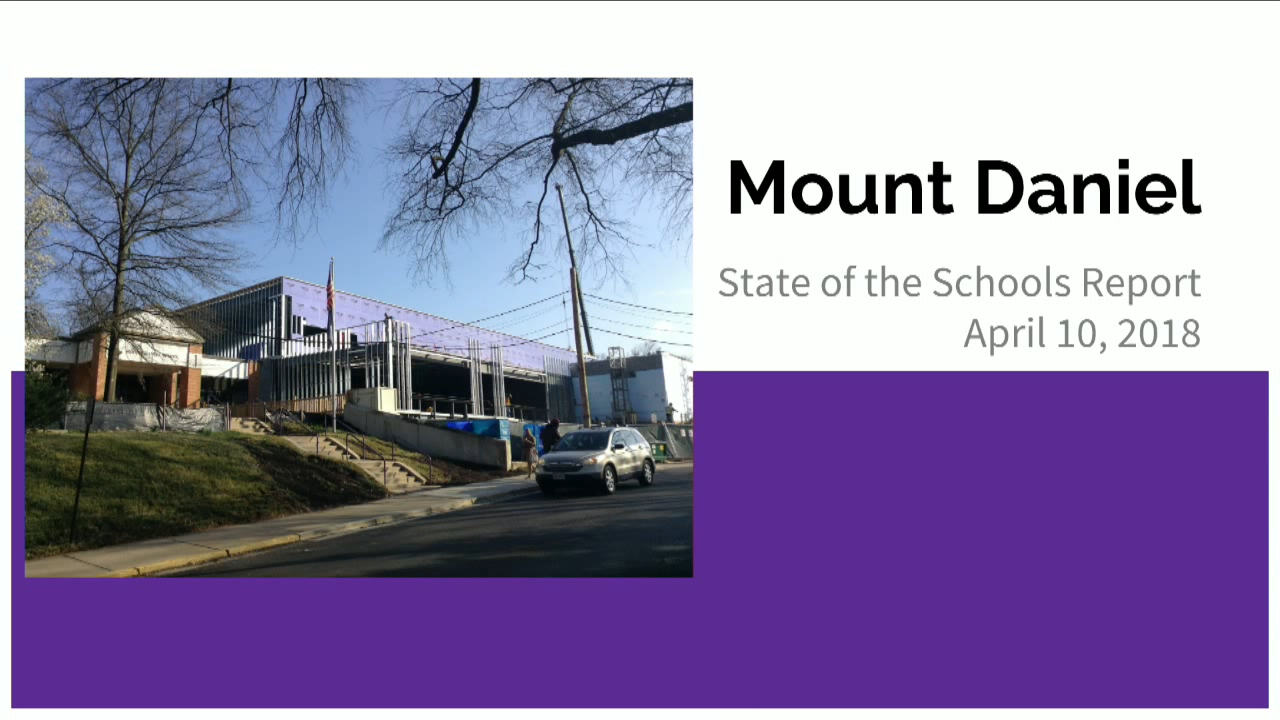 Mount Daniel
State of the Schools Report
April 10, 2018